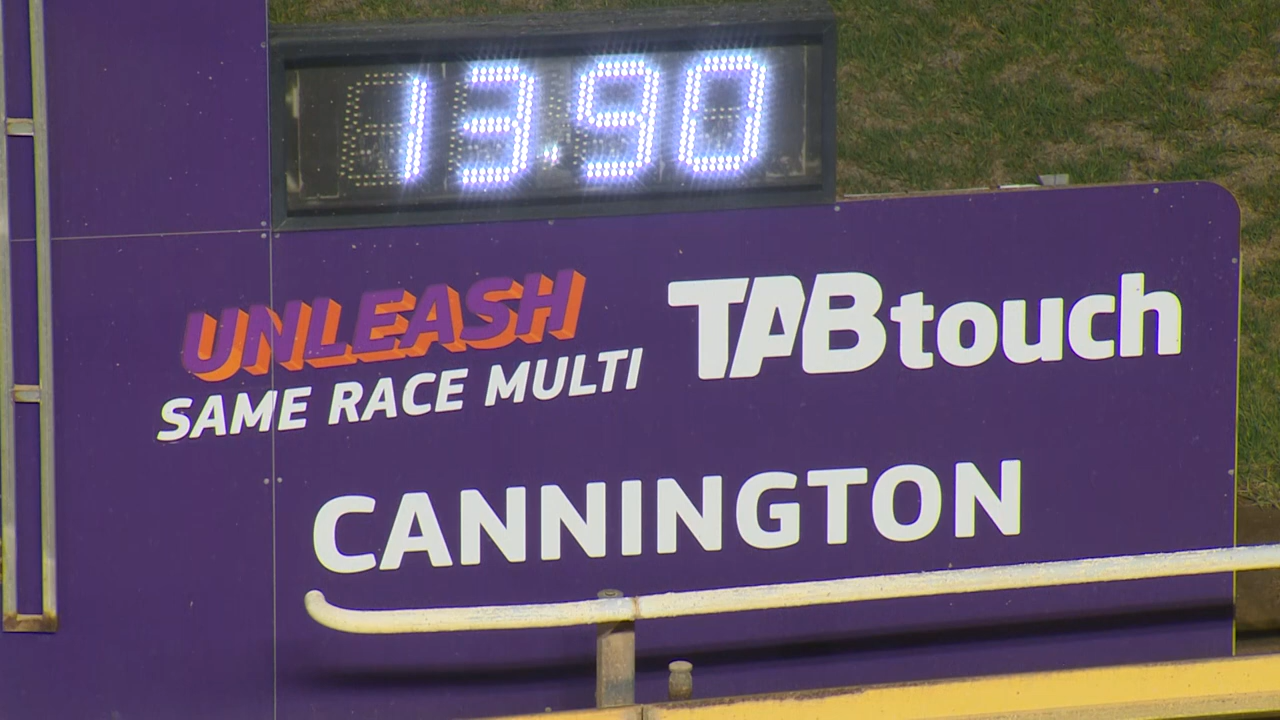 13.90
UNLEASH
SAME RACE MULTI
TABtouch
CANNINGTON